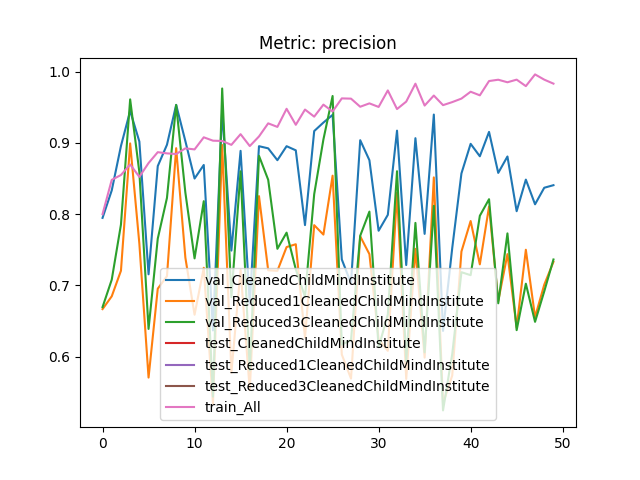 Metric: precision
1.0
0.9
0.8
0.7
0.6
val_CleanedChildMindInstitute
val_Reduced1CleanedChildMindInstitute
val_Reduced3CleanedChildMindInstitute
test_CleanedChildMindInstitute
test_Reduced1CleanedChildMindInstitute
test_Reduced3CleanedChildMindInstitute
train_All
0 10 20 30 40 50